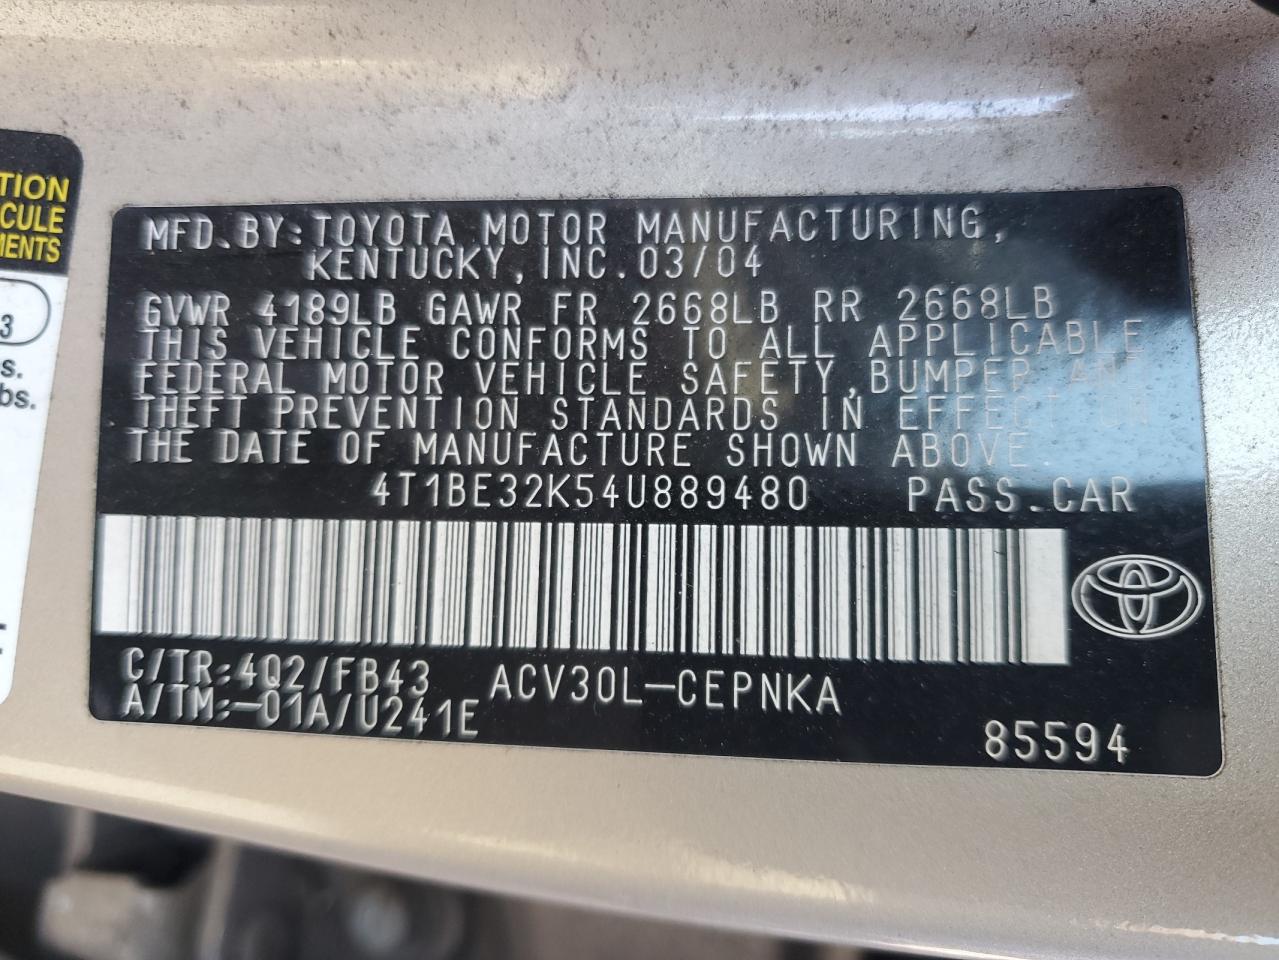 TION
CULE
MENTS
3
s.
bs.
MFD.BY:TOYOTA MOTOR MANUFACTURING,
KENTUCKY,INC.03/04
GVWR 4189LB GAWR FR 2668LB RR 2668LB
THIS VEHICLE CONFORMS TO ALL APPLICABLE
FEDERAL MOTOR VEHICLE SAFETY,BUMPER,AND
THEFT PREVENTION STANDARDS IN EFFECT ON
THE DATE OF MANUFACTURE SHOWN ABOVE.
4T1BE32K54U889480 PASS.CAR
C/TR:4Q2/FB43 ACV30L-CEPNKA
A/TM:-01A/U241E
85594